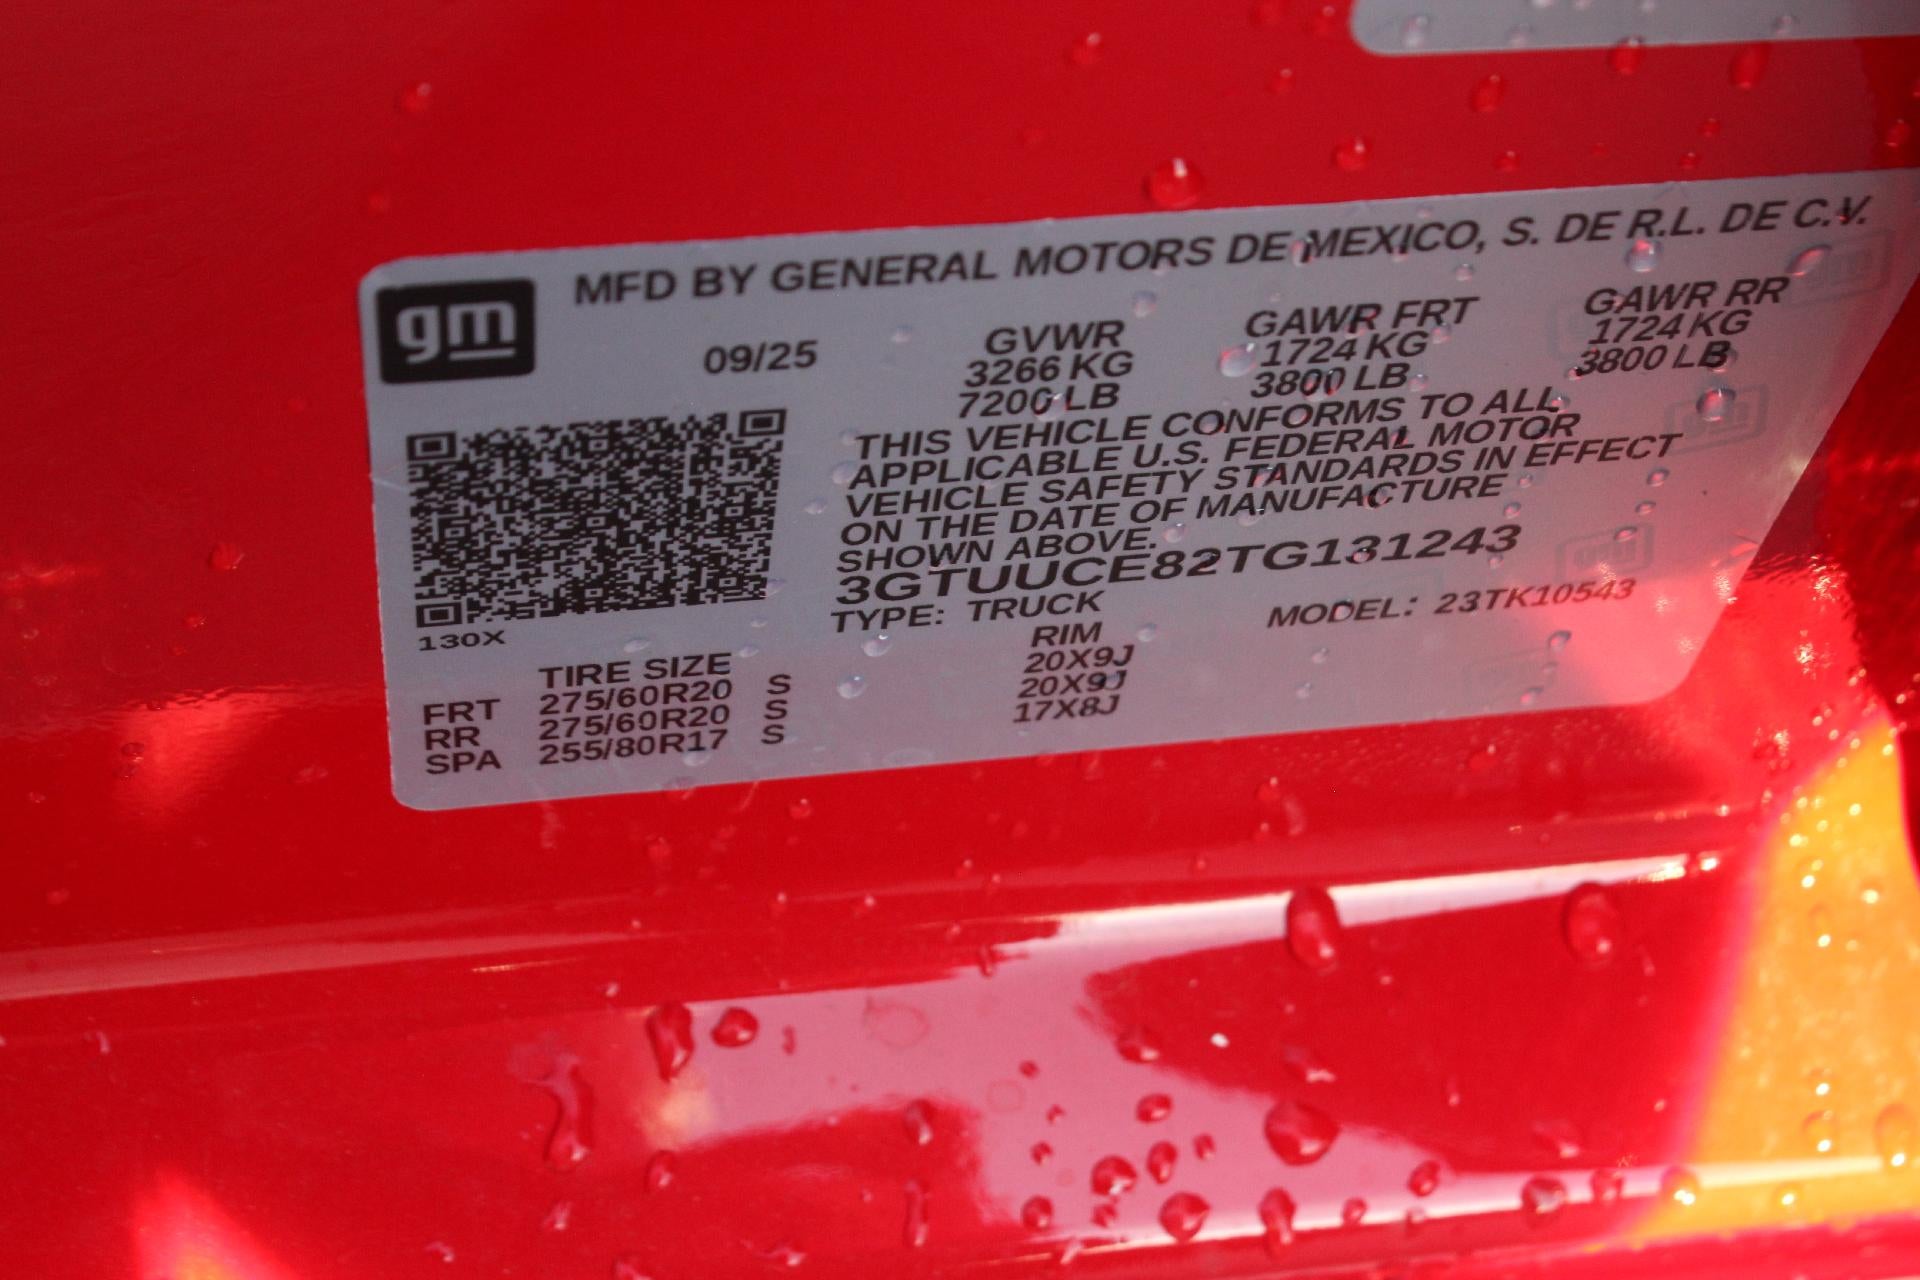 gm
MFD BY GENERAL MOTORS DE MEXICO, S. DE R.L. DE C.V.
09/25 GVWR GAWR FRT GAWR RR
3266 KG 1724 KG 1724 KG
7200 LB 3800 LB 3800 LB
THIS VEHICLE CONFORMS TO ALL
APPLICABLE U.S. FEDERAL MOTOR
VEHICLE SAFETY STANDARDS IN EFFECT
ON THE DATE OF MANUFACTURE
SHOWN ABOVE.
3GTUUCE82TG131243
TYPE: TRUCK MODEL: 23TK10543
130X
TIRE SIZE RIM
FRT 275/60R20 S 20X9J
RR 275/60R20 S 20X9J
SPA 255/80R17 S 17X8J